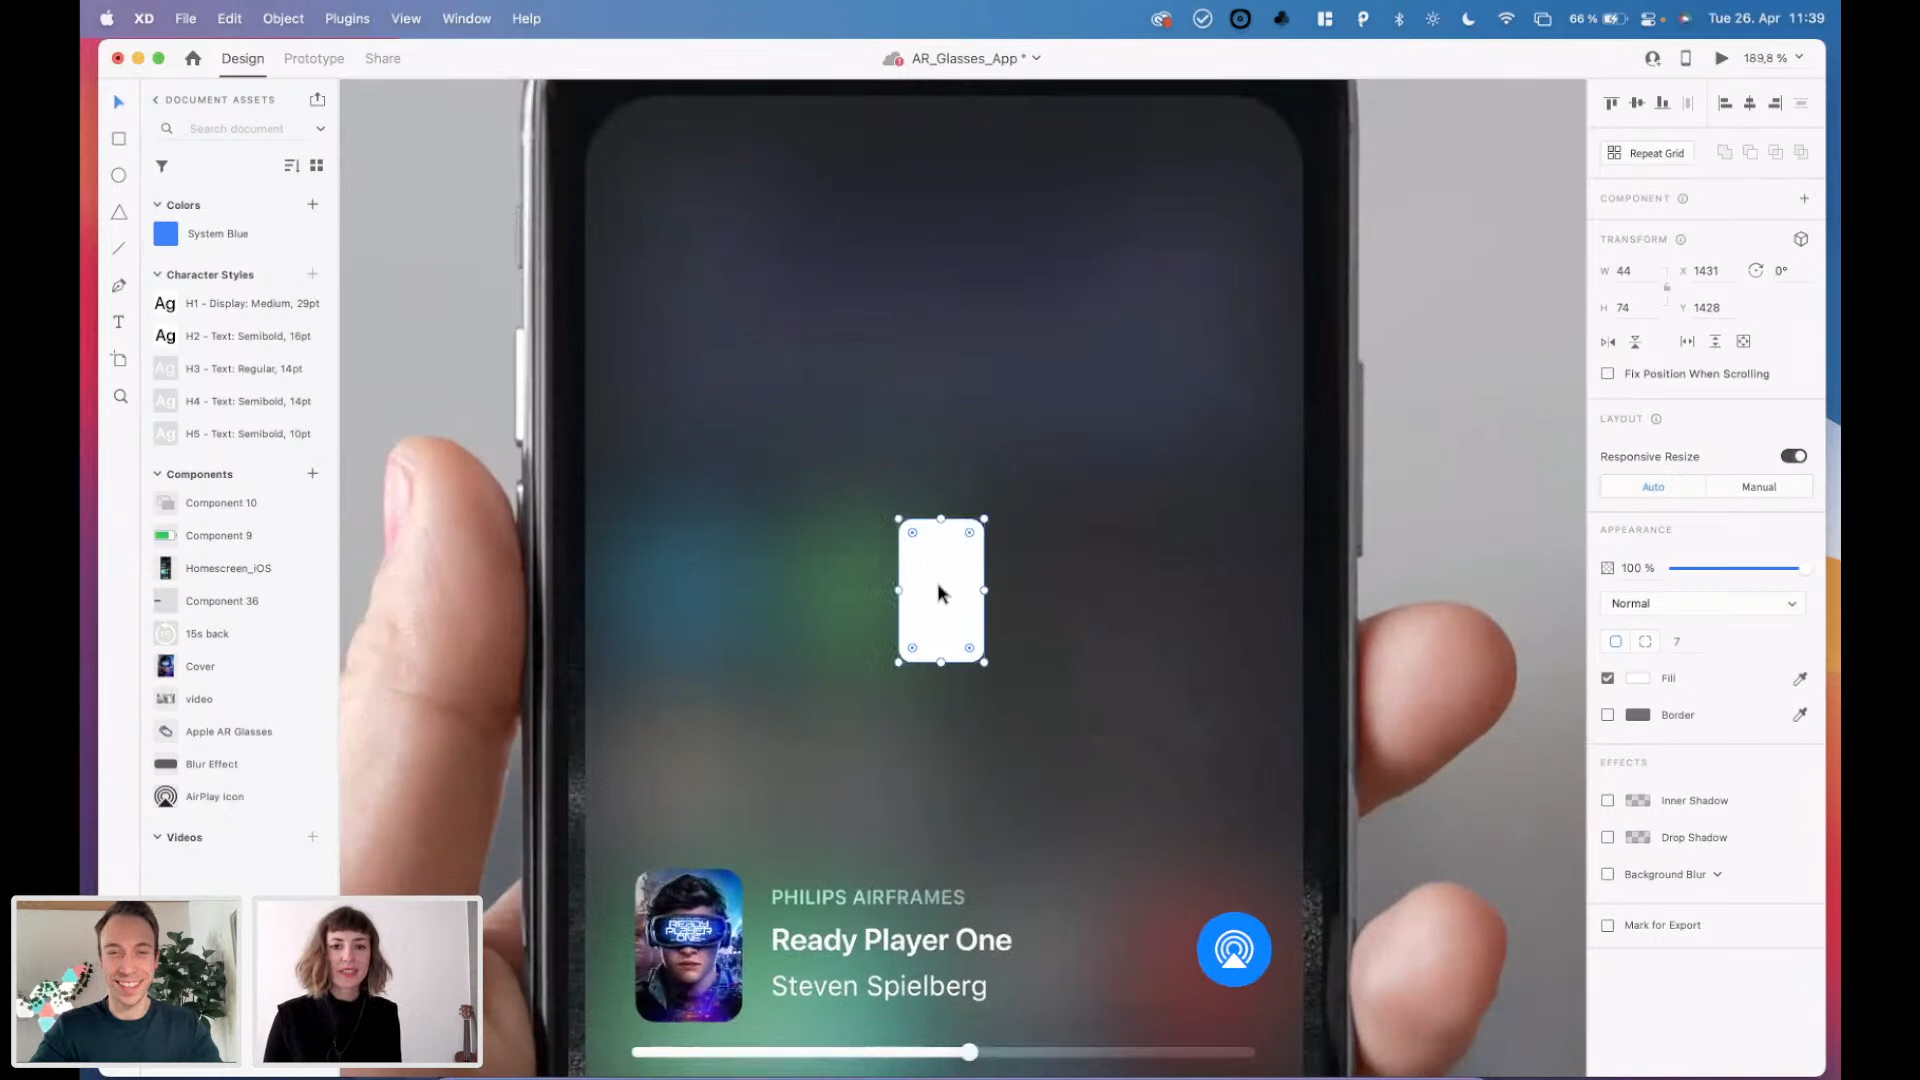 XD File Edit Object Plugins View Window Help
66 % Tue 26. Apr 11:39
Design Prototype Share
AR_Glasses_App *
189,8 %
DOCUMENT ASSETS
Search document
Colors
System Blue
Character Styles
Ag H1 - Display: Medium, 29pt
Ag H2 - Text: Semibold, 16pt
Ag H3 - Text: Regular, 14pt
Ag H4 - Text: Semibold, 14pt
Ag H5 - Text: Semibold, 10pt
Components
Component 10
Component 9
Homescreen_iOS
Component 36
15s back
Cover
video
Apple AR Glasses
Blur Effect
AirPlay Icon
Videos
READY
PLAYER
ONE
PHILIPS AIRFRAMES
Ready Player One
Steven Spielberg
Repeat Grid
COMPONENT
TRANSFORM
W 44 X 1431 0°
H 74 Y 1428
Fix Position When Scrolling
LAYOUT
Responsive Resize
Auto Manual
APPEARANCE
100 %
Normal
7
Fill
Border
EFFECTS
Inner Shadow
Drop Shadow
Background Blur
Mark for Export